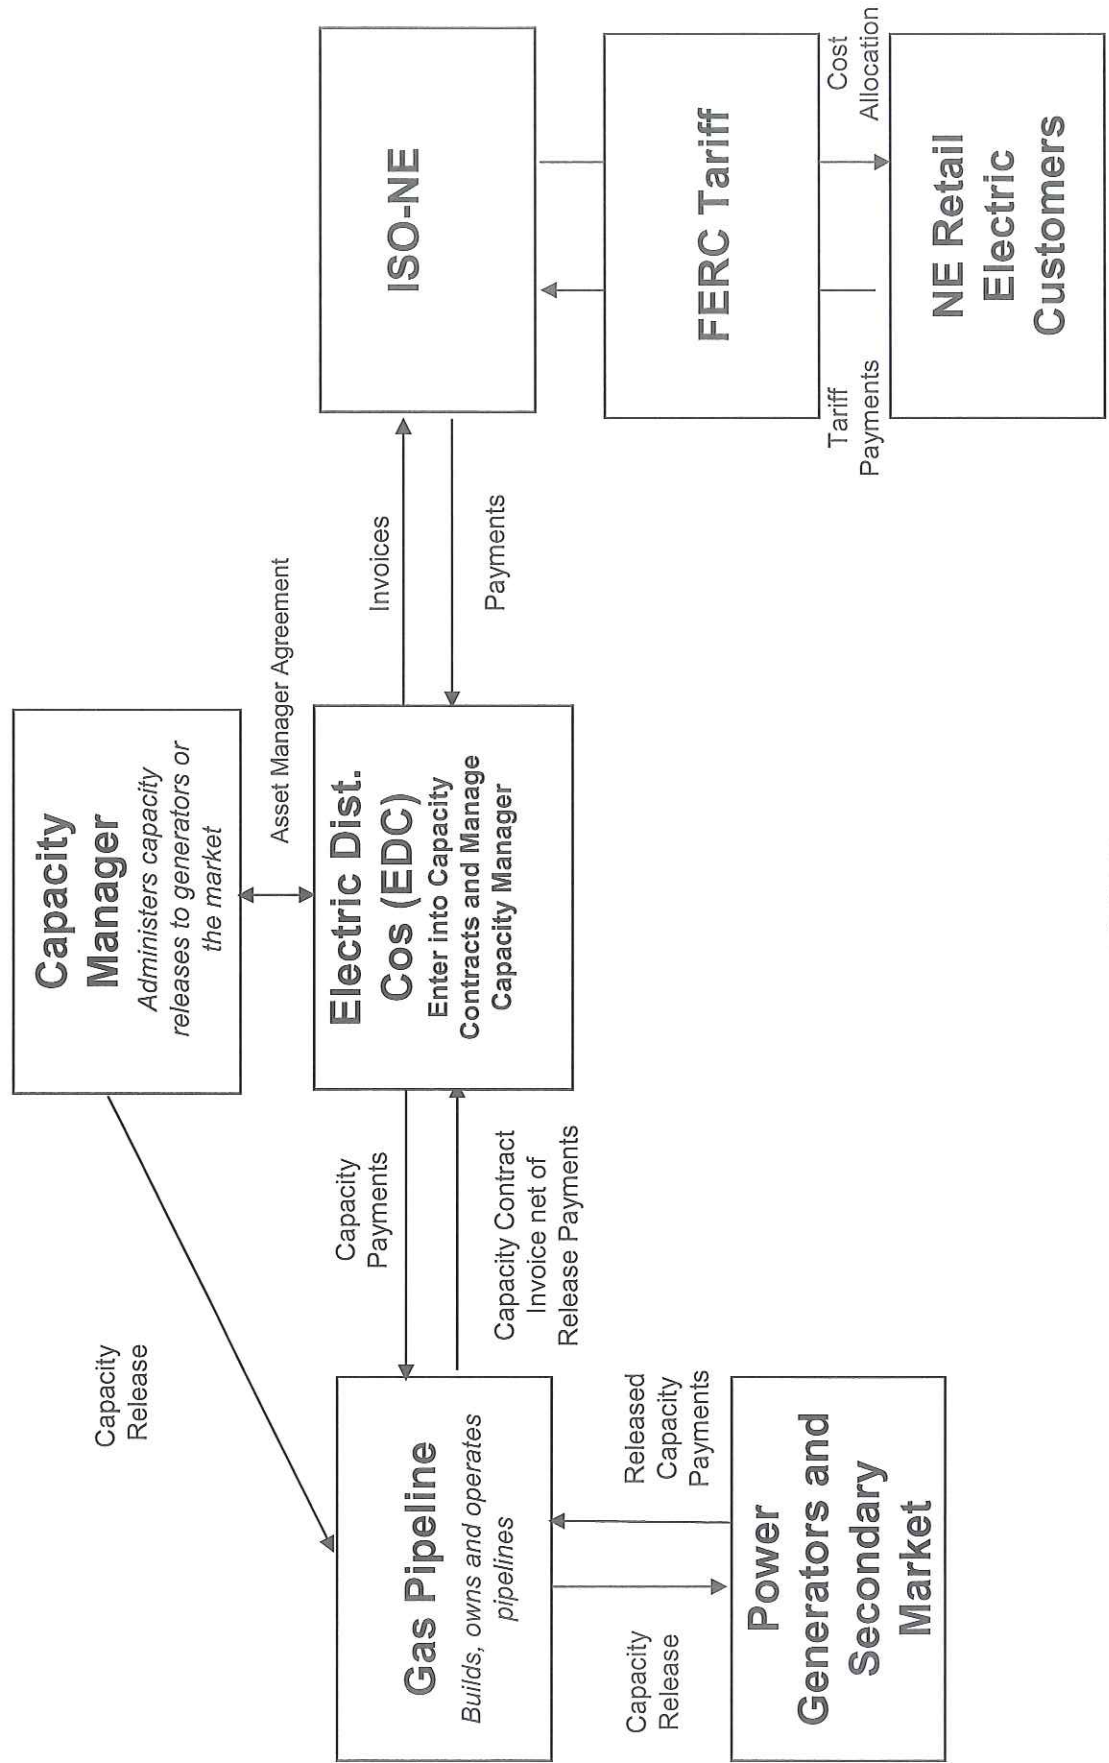 Capacity
Manager
Administers capacity
releases to generators or
the market
Capacity
Release
Asset Manager Agreement
Gas Pipeline
Builds, owns and operates
pipelines
Capacity
Payments
Capacity Contract
Invoice net of
Release Payments
Electric Dist.
Cos (EDC)
Enter into Capacity
Contracts and Manage
Capacity Manager
Invoices
Payments
ISO-NE
Capacity
Release
Released
Capacity
Payments
Power
Generators and
Secondary
Market
FERC Tariff
Tariff
Payments
Cost
Allocation
NE Retail
Electric
Customers